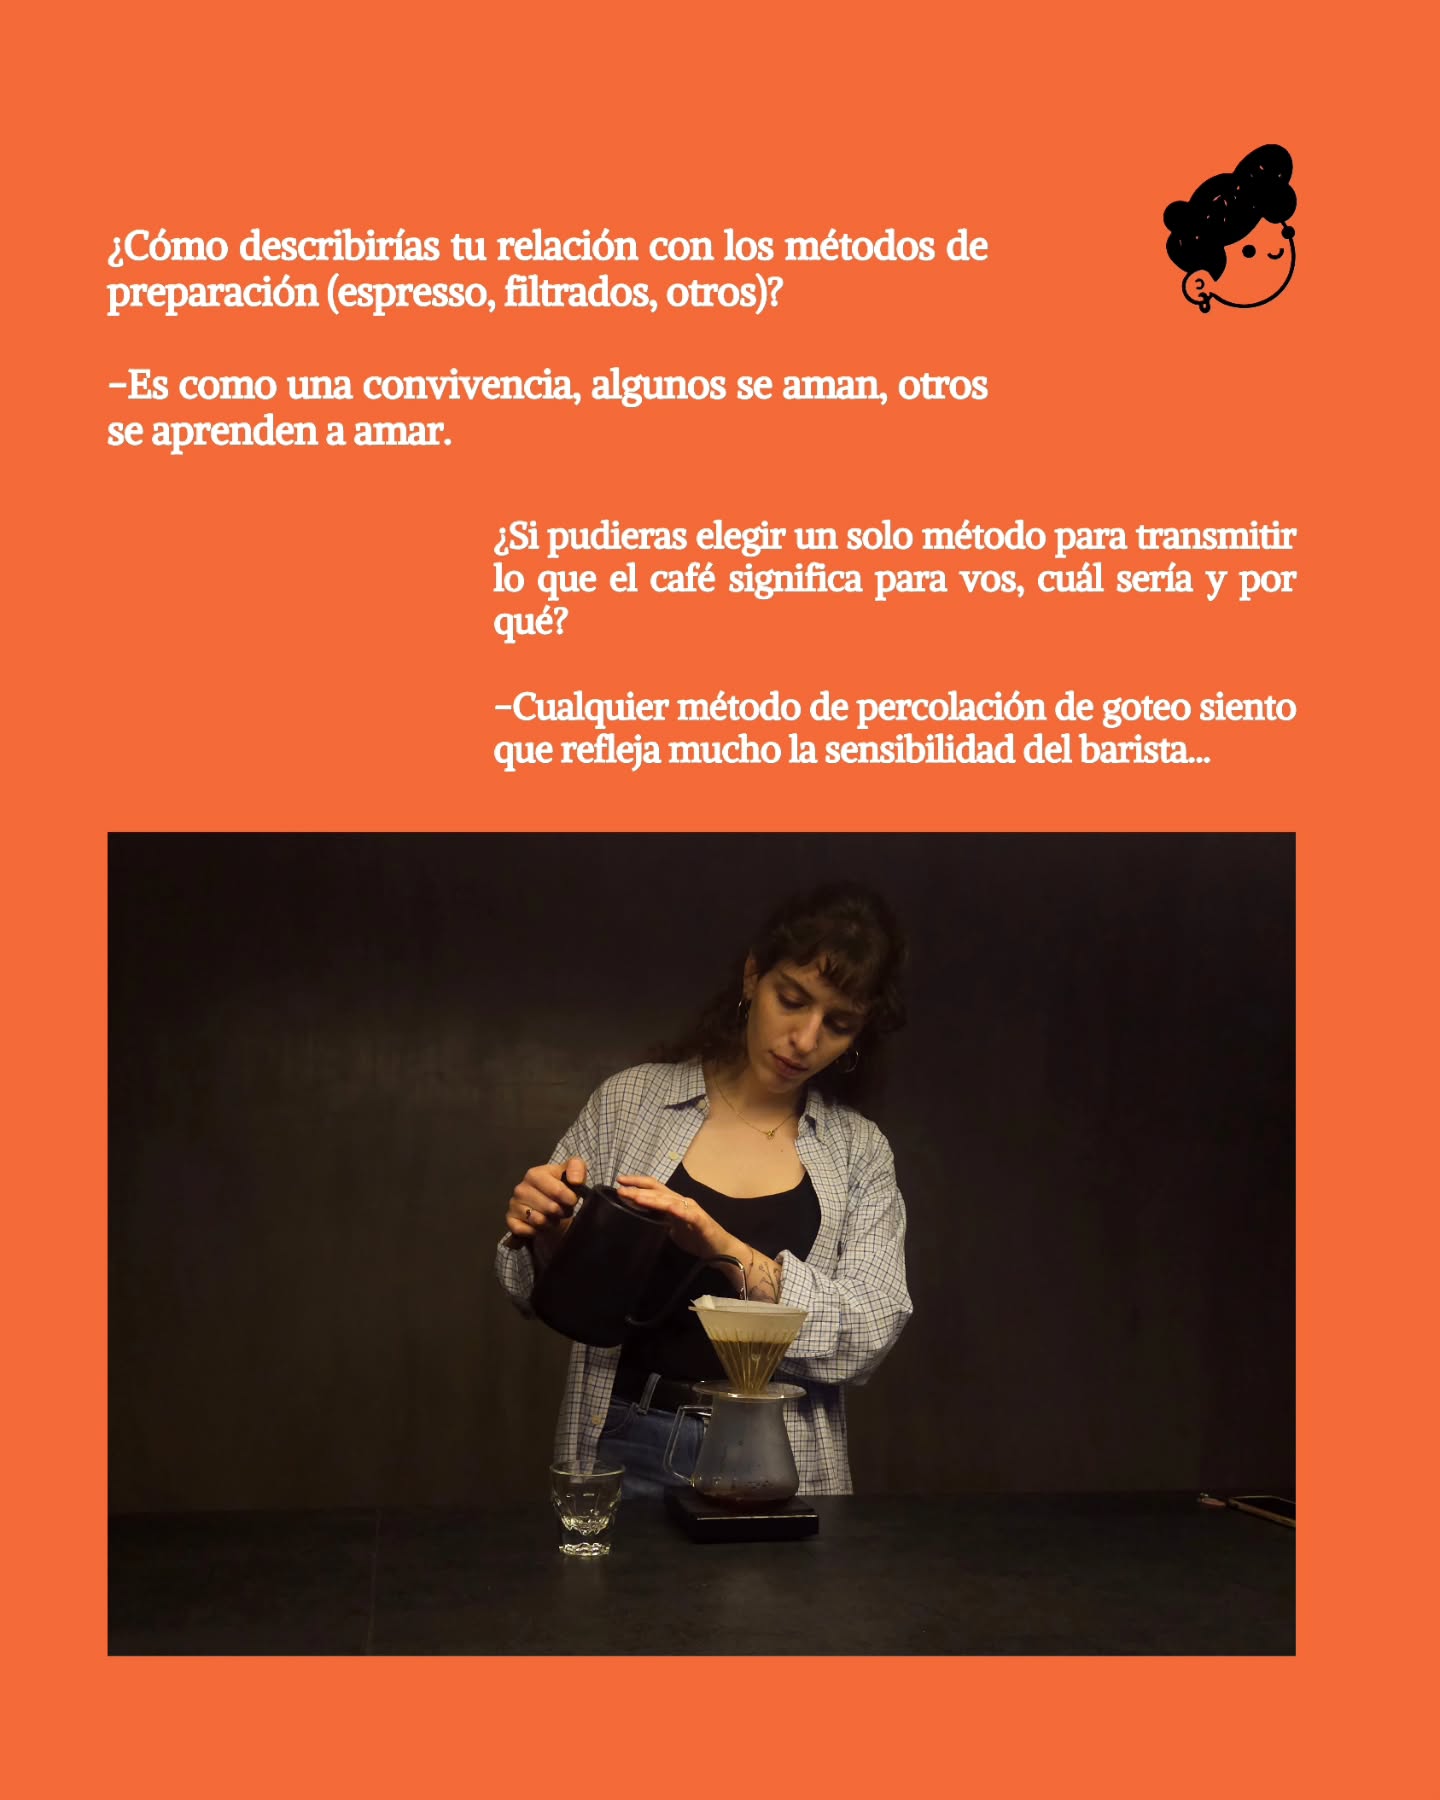 ¿Cómo describirías tu relación con los métodos de
preparación (espresso, filtrados, otros)?
–Es como una convivencia, algunos se aman, otros
se aprenden a amar.
¿Si pudieras elegir un solo método para transmitir
lo que el café significa para vos, cuál sería y por
qué?
–Cualquier método de percolación de goteo siento
que refleja mucho la sensibilidad del barista...